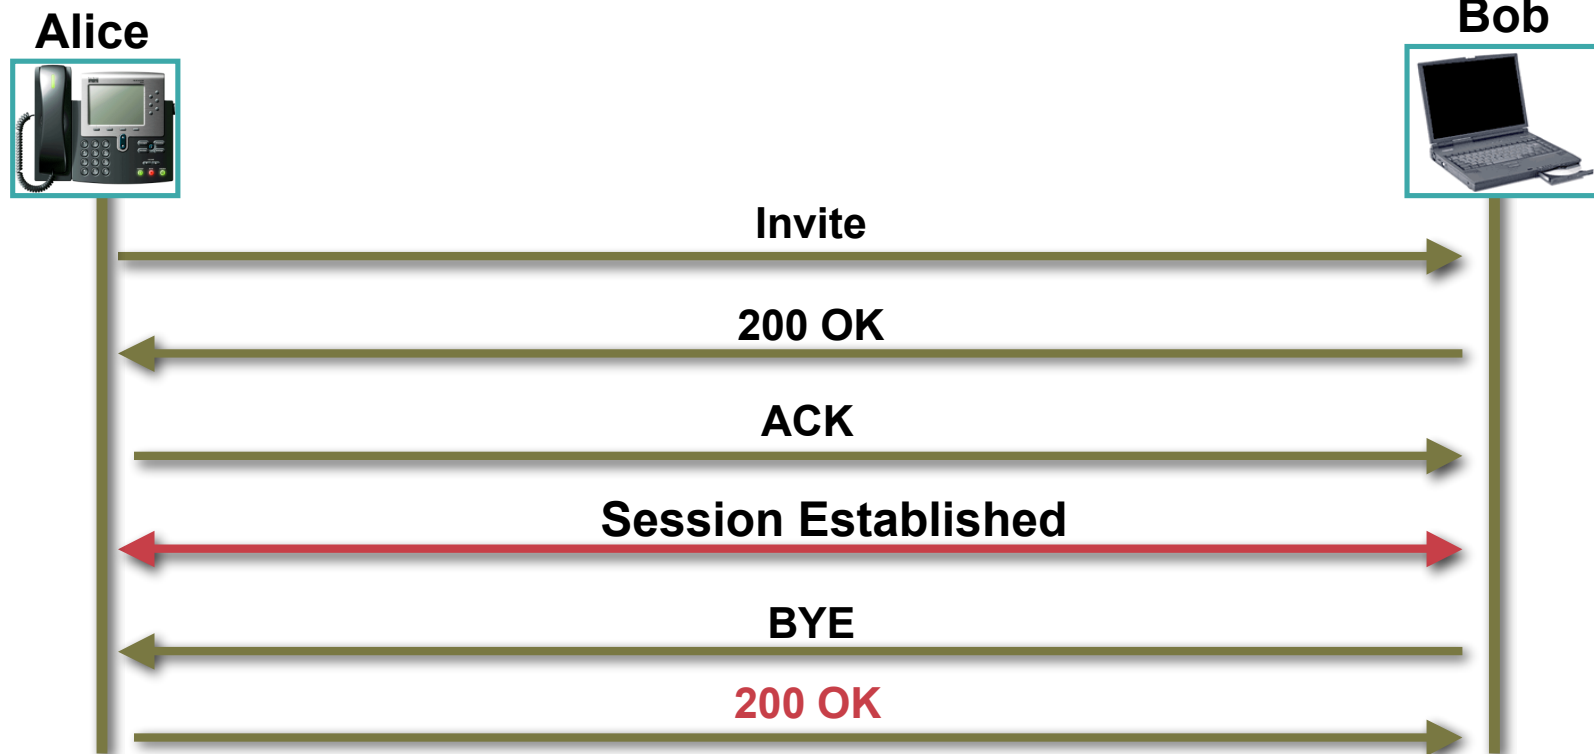 Alice
Bob
Invite
200 OK
ACK
Session Established
BYE
200 OK